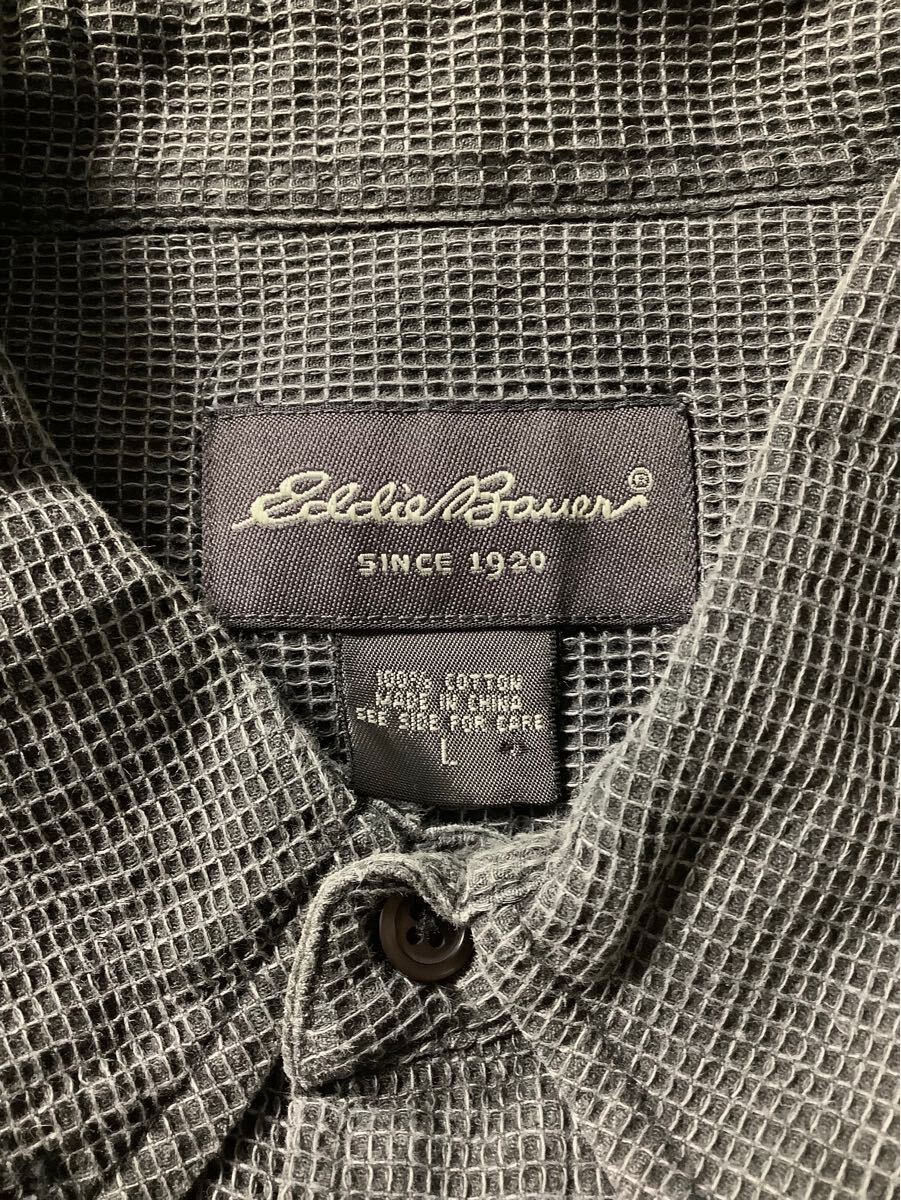 Eddie Bauer®
SINCE 1920
100% COTTON
MADE IN CHINA
SEE SIDE FOR CARE
L